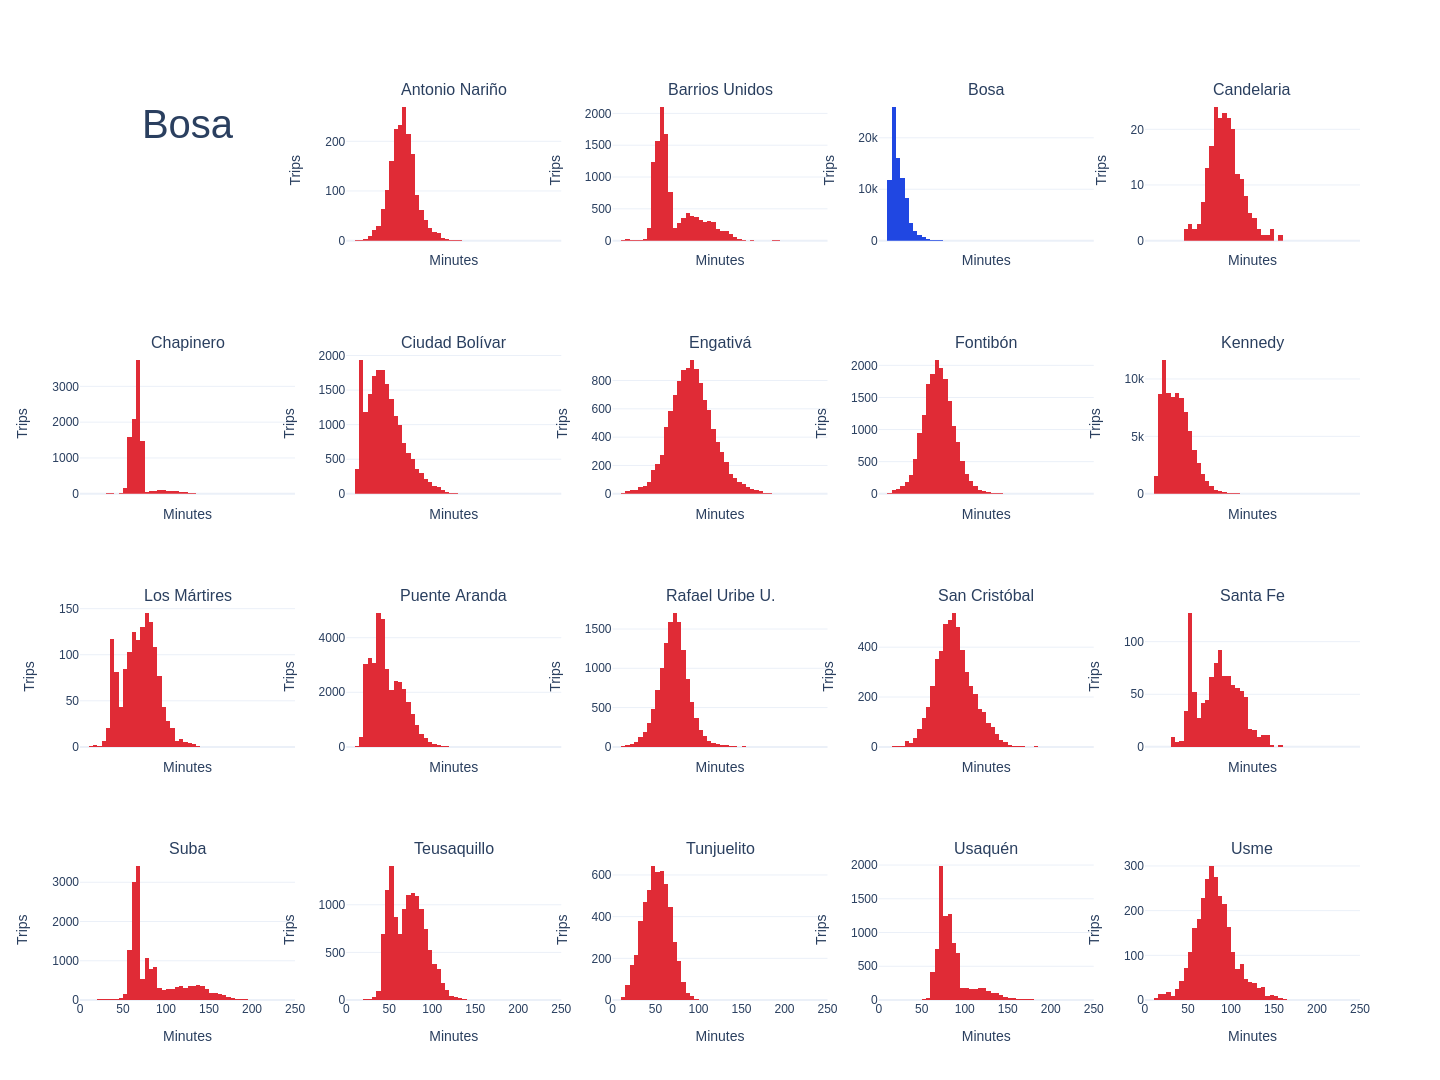 Bosa
Antonio Nariño
Trips
200
100
0
Minutes
Barrios Unidos
Trips
2000
1500
1000
500
0
Minutes
Bosa
Trips
20k
10k
0
Minutes
Candelaria
Trips
20
10
0
Minutes
Chapinero
Trips
3000
2000
1000
0
Minutes
Ciudad Bolívar
Trips
2000
1500
1000
500
0
Minutes
Engativá
Trips
800
600
400
200
0
Minutes
Fontibón
Trips
2000
1500
1000
500
0
Minutes
Kennedy
Trips
10k
5k
0
Minutes
Los Mártires
Trips
150
100
50
0
Minutes
Puente Aranda
Trips
4000
2000
0
Minutes
Rafael Uribe U.
Trips
1500
1000
500
0
Minutes
San Cristóbal
Trips
400
200
0
Minutes
Santa Fe
Trips
100
50
0
Minutes
Suba
Trips
3000
2000
1000
0
0 50 100 150 200 250
Minutes
Teusaquillo
Trips
1000
500
0
0 50 100 150 200 250
Minutes
Tunjuelito
Trips
600
400
200
0
0 50 100 150 200 250
Minutes
Usaquén
Trips
2000
1500
1000
500
0
0 50 100 150 200 250
Minutes
Usme
Trips
300
200
100
0
0 50 100 150 200 250
Minutes